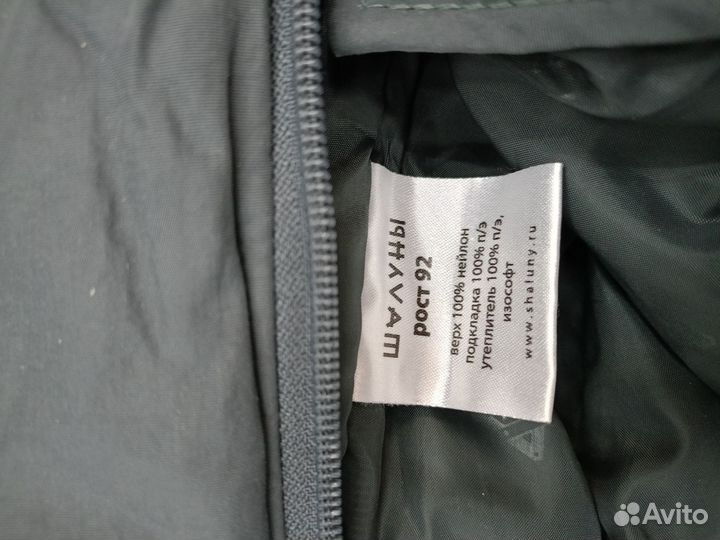 ШАЛУНЫ
рост 92
верх 100% нейлон
подкладка 100% п/э
утеплитель 100% п/э,
изософт
www.shaluny.ru
Avito